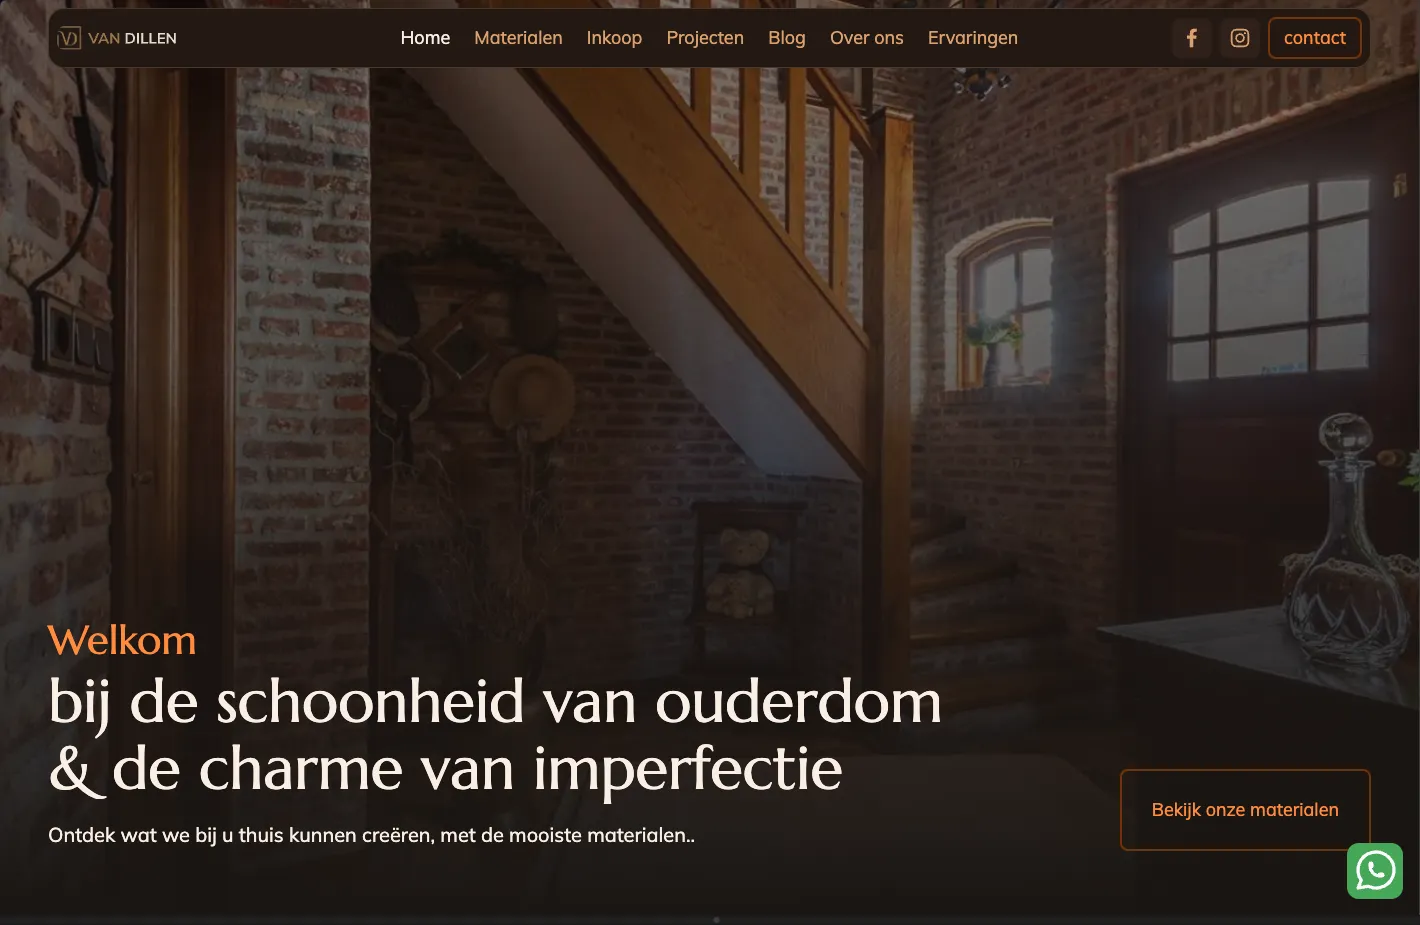 VAN DILLEN
Home
Materialen
Inkoop
Projecten
Blog
Over ons
Ervaringen
contact
Welkom
bij de schoonheid van ouderdom
& de charme van imperfectie
Ontdek wat we bij u thuis kunnen creëren, met de mooiste materialen..
Bekijk onze materialen